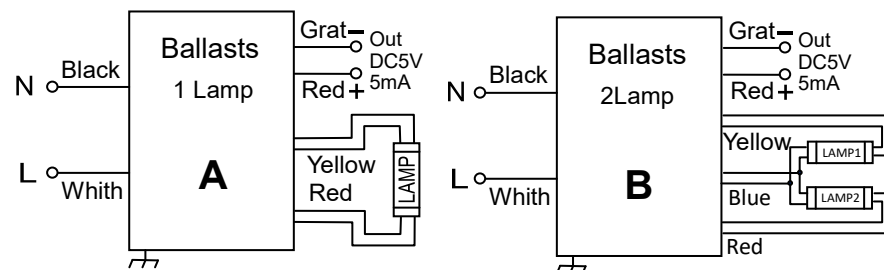 Ballasts
1 Lamp
A
N
Black
L
Whith
Grat −
Out
DC5V
5mA
Red +
Yellow
Red
LAMP
Ballasts
2Lamp
B
N
Black
L
Whith
Grat −
Out
DC5V
5mA
Red +
Yellow
LAMP1
Blue
LAMP2
Red